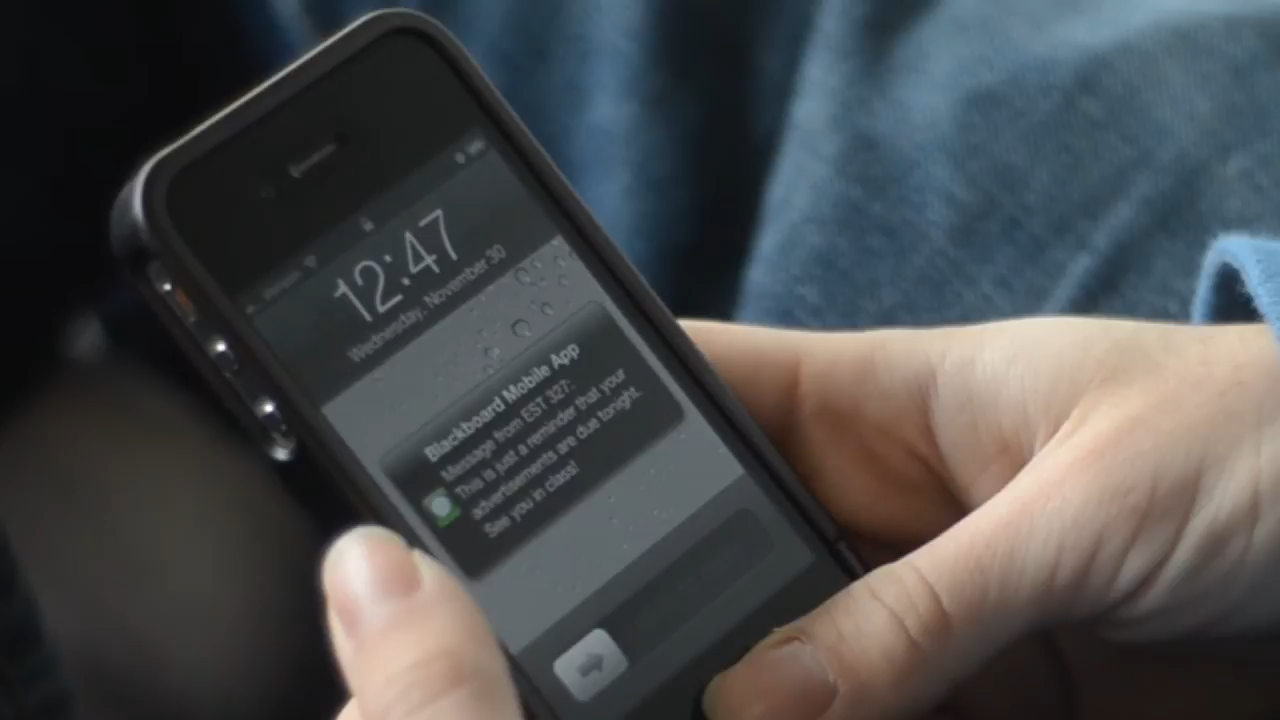 12:47
Wednesday, November 30
Blackboard Mobile App
Message from EST 327:
This is just a reminder that your
advertisements are due tonight.
See you in class!